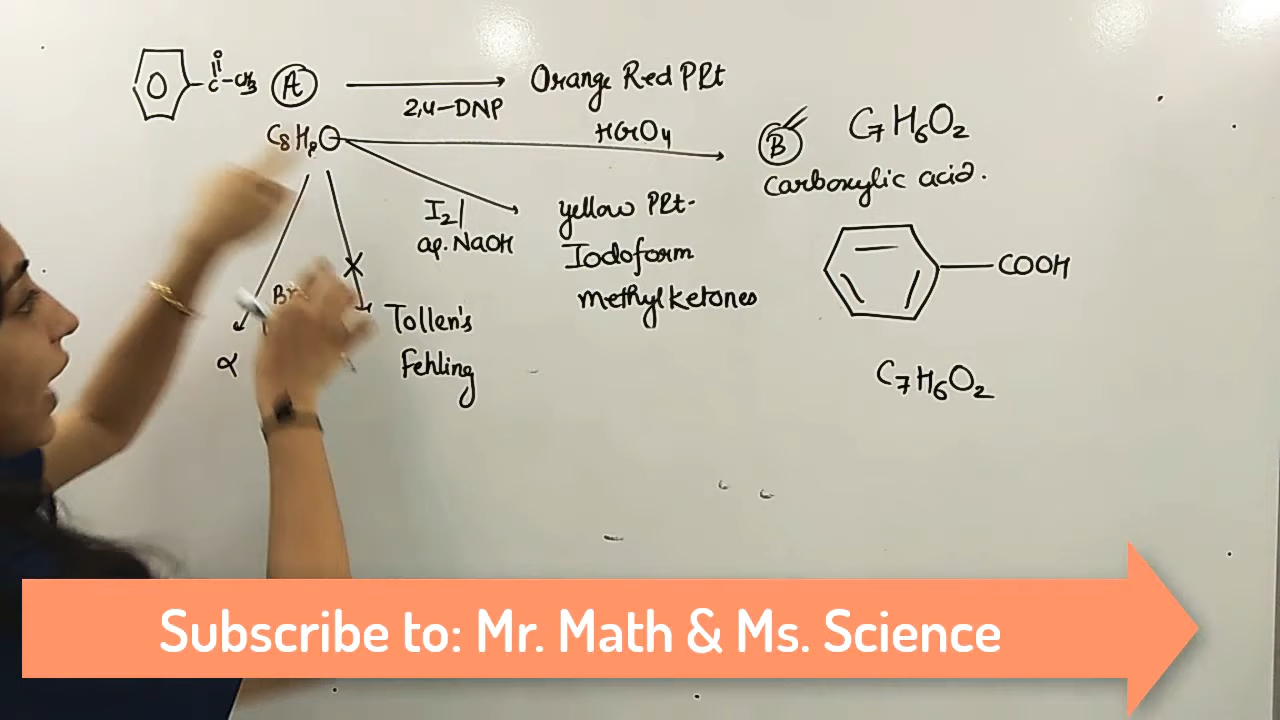 O
C-CH3 A
2,4-DNP
Orange Red PPt
C8H8O
H2CrO4
B C7H6O2
Carboxylic acid.
I2/
aq. NaOH
yellow PPt-
Iodoform
methyl ketones
COOH
Tollen's
Fehling
C7H6O2
Subscribe to: Mr. Math & Ms. Science